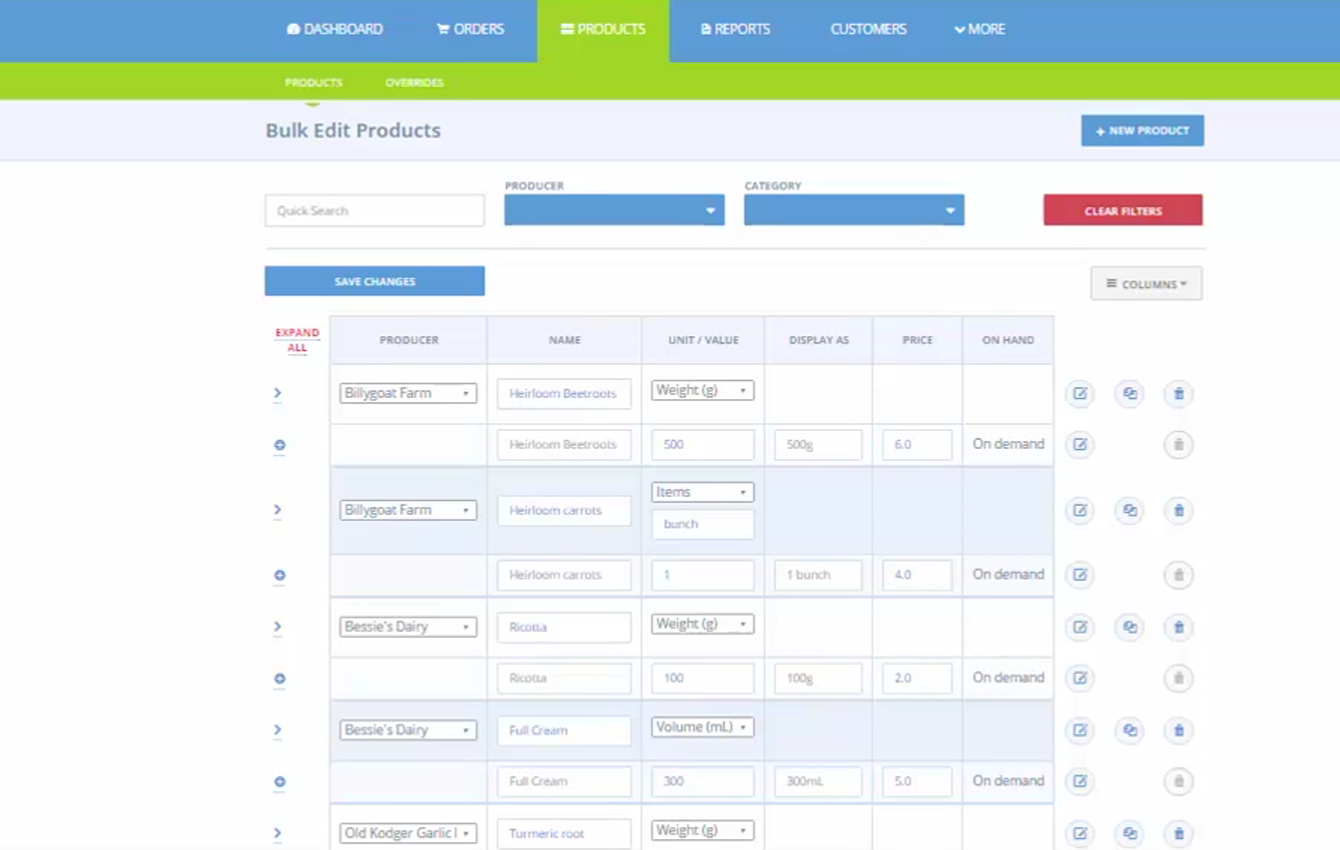 DASHBOARD ORDERS PRODUCTS REPORTS CUSTOMERS MORE
PRODUCTS OVERRIDES
Bulk Edit Products
+ NEW PRODUCT
PRODUCER CATEGORY
Quick Search
CLEAR FILTERS
SAVE CHANGES
COLUMNS
EXPAND
ALL
PRODUCER NAME UNIT / VALUE DISPLAY AS PRICE ON HAND
Billygoat Farm Heirloom Beetroots Weight (g)
Heirloom Beetroots 500 500g 6.0 On demand
Items
Billygoat Farm Heirloom carrots
bunch
Heirloom carrots 1 1 bunch 4.0 On demand
Bessie's Dairy Ricotta Weight (g)
Ricotta 100 100g 2.0 On demand
Bessie's Dairy Full Cream Volume (mL)
Full Cream 300 300mL 5.0 On demand
Old Kodger Garlic Turmeric root Weight (g)